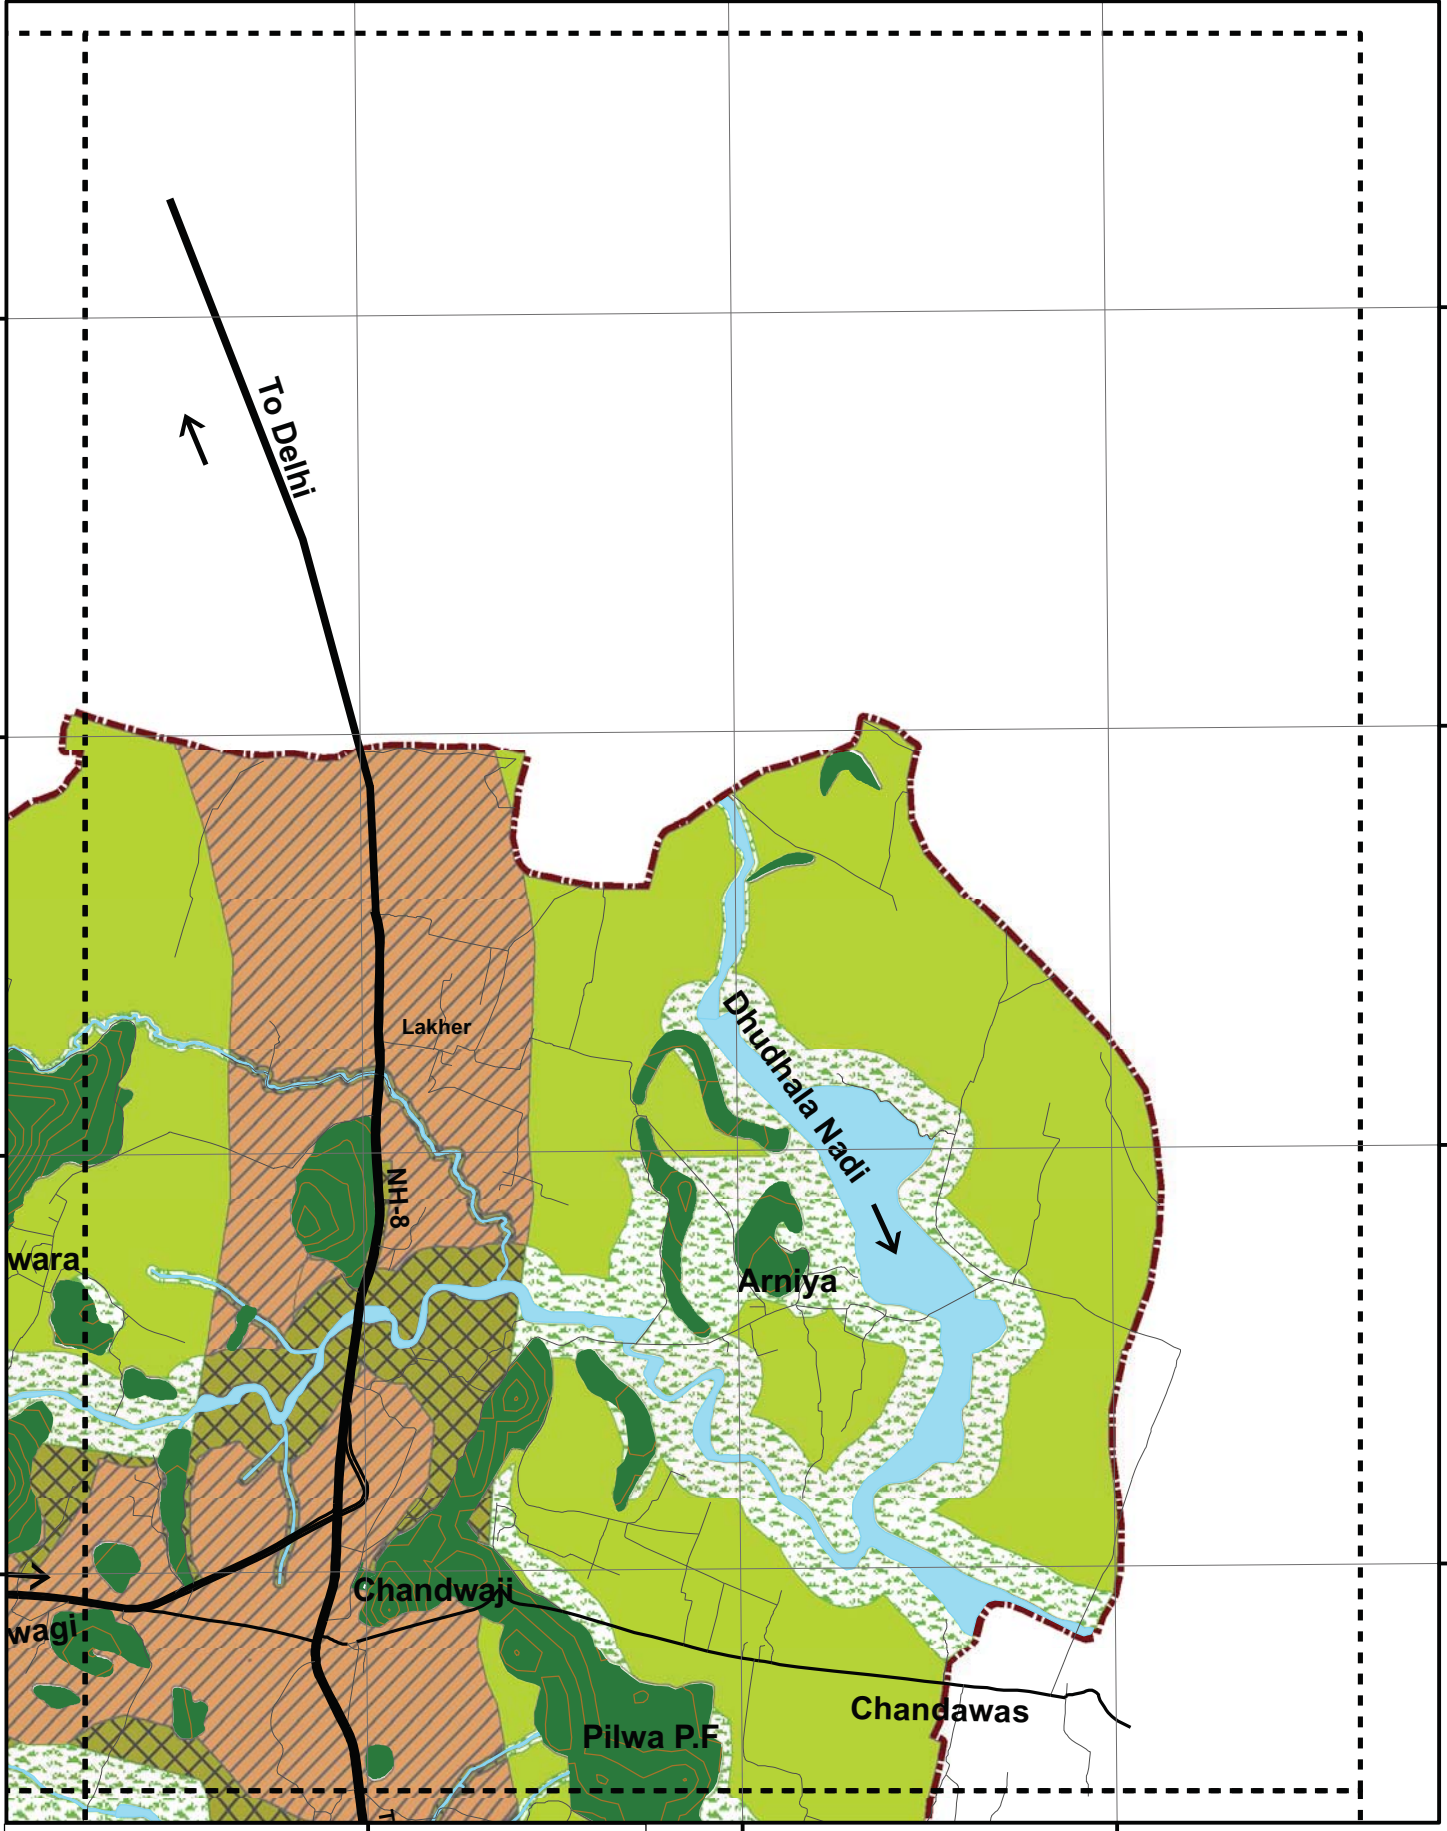 To Delhi
Lakher
Dhudhala Nadi
NH-8
wara
Arniya
Chandwaji
wagi
Chandawas
Pilwa P.F
T